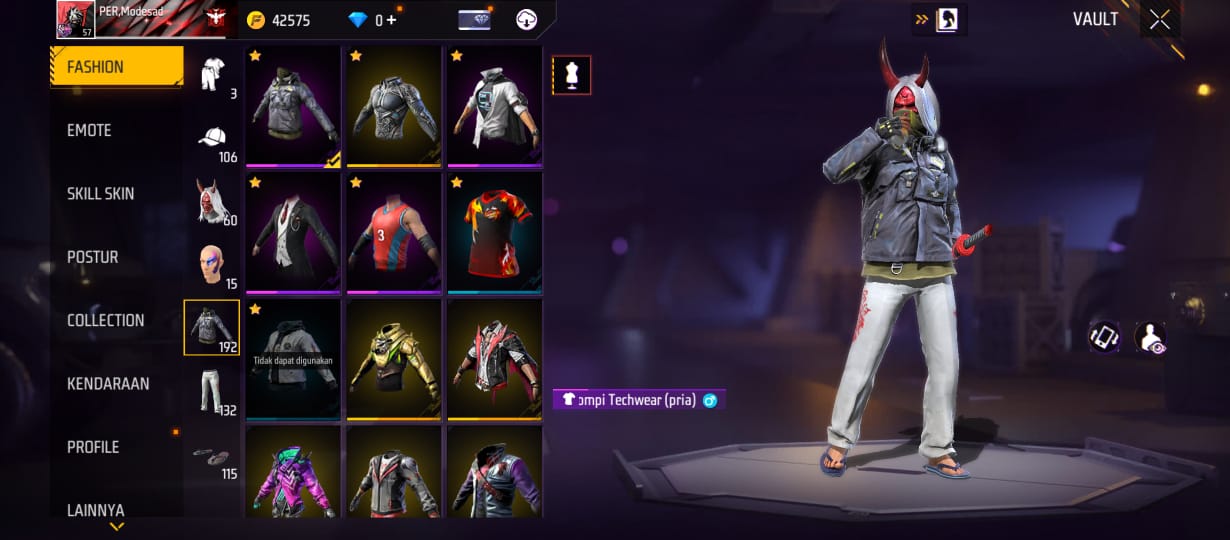 PER,Modesad
57
42575
0+
VAULT
FASHION
EMOTE
SKILL SKIN
POSTUR
COLLECTION
KENDARAAN
PROFILE
LAINNYA
3
106
60
15
192
132
115
3
Tidak dapat digunakan
ompi Techwear (pria)